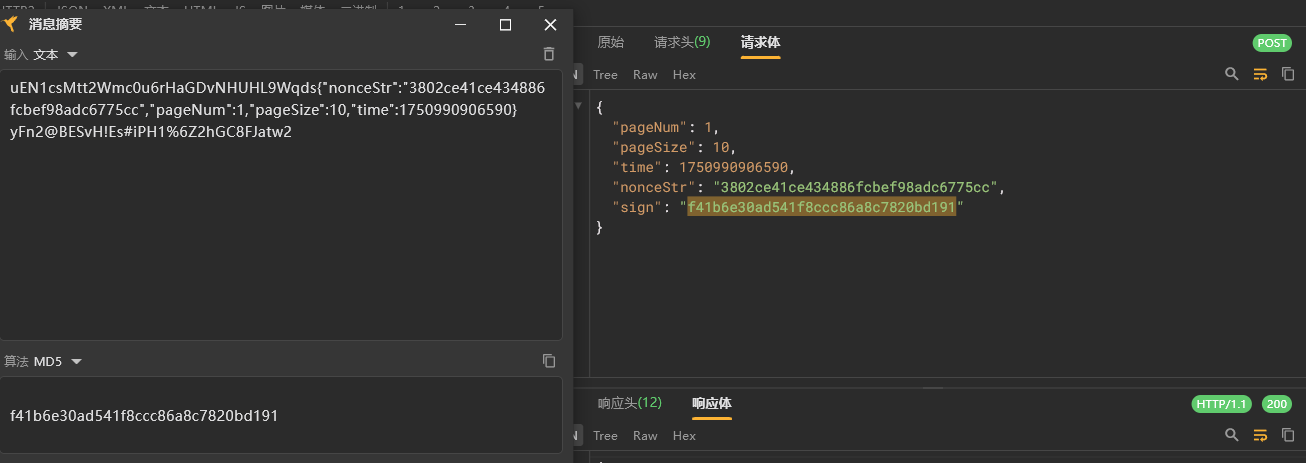 消息摘要
输入 文本
uEN1csMtt2Wmc0u6rHaGDvNHUHL9Wqds{"nonceStr":"3802ce41ce434886
fcbef98adc6775cc","pageNum":1,"pageSize":10,"time":1750990906590}
yFn2@BESvH!Es#iPH1%6Z2hGC8FJatw2
算法 MD5
f41b6e30ad541f8ccc86a8c7820bd191
原始 请求头(9) 请求体 POST
Tree Raw Hex
{
"pageNum": 1,
"pageSize": 10,
"time": 1750990906590,
"nonceStr": "3802ce41ce434886fcbef98adc6775cc",
"sign": "f41b6e30ad541f8ccc86a8c7820bd191"
}
响应头(12) 响应体 HTTP/1.1 200
Tree Raw Hex